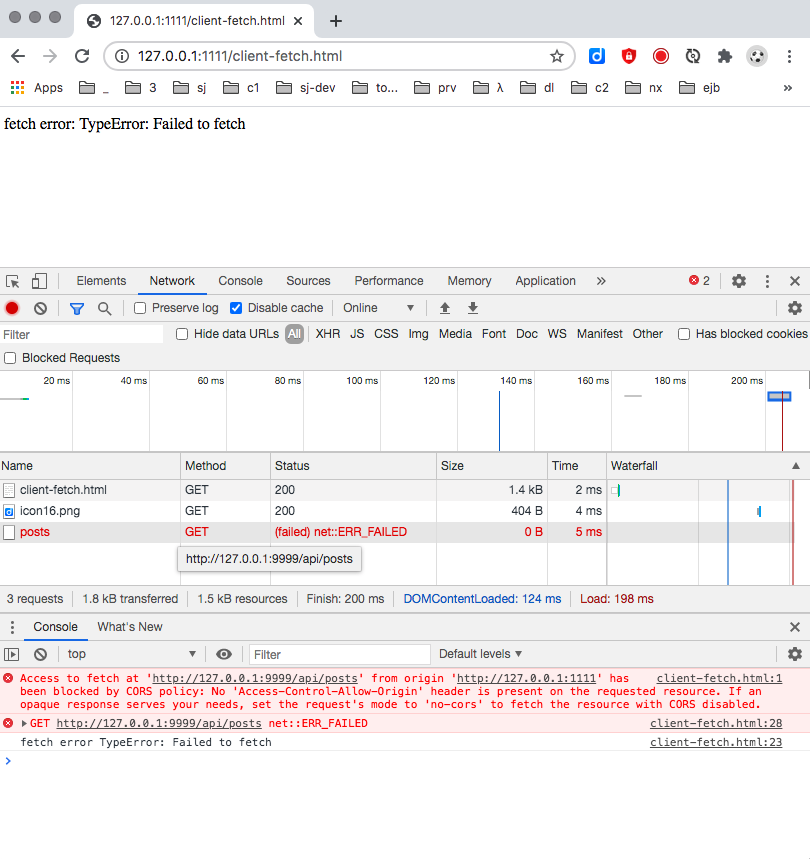 127.0.0.1:1111/client-fetch.html
127.0.0.1:1111/client-fetch.html
Apps _ 3 sj c1 sj-dev to... prv λ dl c2 nx ejb »
fetch error: TypeError: Failed to fetch
Elements Network Console Sources Performance Memory Application » 2
Preserve log Disable cache Online
Filter Hide data URLs All XHR JS CSS Img Media Font Doc WS Manifest Other Has blocked cookies
Blocked Requests
20 ms 40 ms 60 ms 80 ms 100 ms 120 ms 140 ms 160 ms 180 ms 200 ms
Name Method Status Size Time Waterfall
client-fetch.html GET 200 1.4 kB 2 ms
icon16.png GET 200 404 B 4 ms
posts GET (failed) net::ERR_FAILED 0 B 5 ms
http://127.0.0.1:9999/api/posts
3 requests 1.8 kB transferred 1.5 kB resources Finish: 200 ms DOMContentLoaded: 124 ms Load: 198 ms
Console What's New
top Filter Default levels
Access to fetch at 'http://127.0.0.1:9999/api/posts' from origin 'http://127.0.0.1:1111' has client-fetch.html:1
been blocked by CORS policy: No 'Access-Control-Allow-Origin' header is present on the requested resource. If an
opaque response serves your needs, set the request's mode to 'no-cors' to fetch the resource with CORS disabled.
GET http://127.0.0.1:9999/api/posts net::ERR_FAILED client-fetch.html:28
fetch error TypeError: Failed to fetch client-fetch.html:23